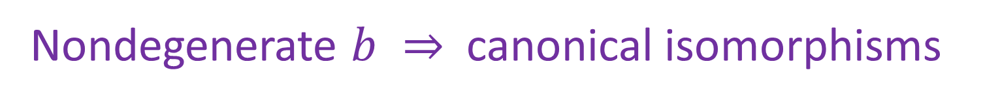 Nondegenerate 𝑏 ⇒ canonical isomorphisms